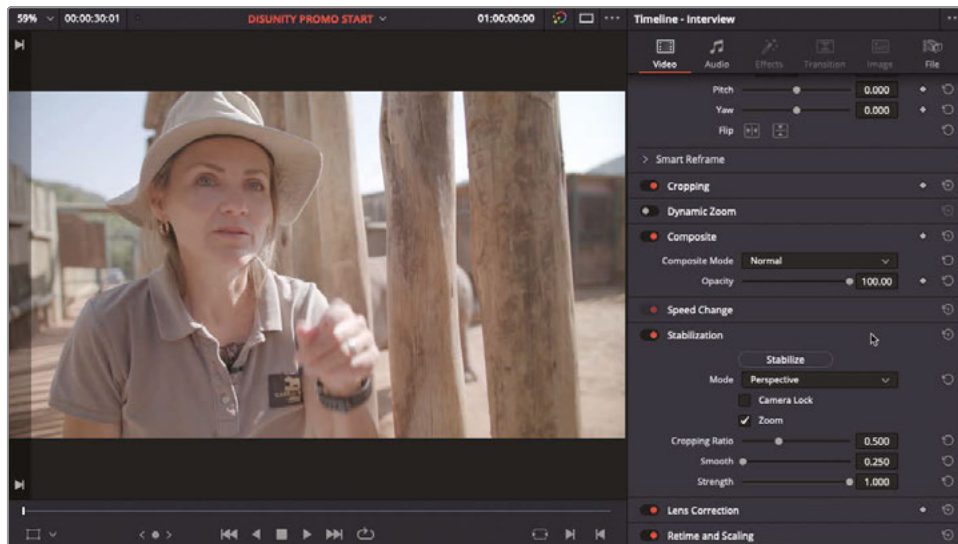 59% 00:00:30:01 DISUNITY PROMO START 01:00:00:00 Timeline - Interview
Video Audio Effects Transition Image File
Pitch 0.000
Yaw 0.000
Flip
Smart Reframe
Cropping
Dynamic Zoom
Composite
Composite Mode Normal
Opacity 100.00
Speed Change
Stabilization
Stabilize
Mode Perspective
Camera Lock
Zoom
Cropping Ratio 0.500
Smooth 0.250
Strength 1.000
Lens Correction
Retime and Scaling